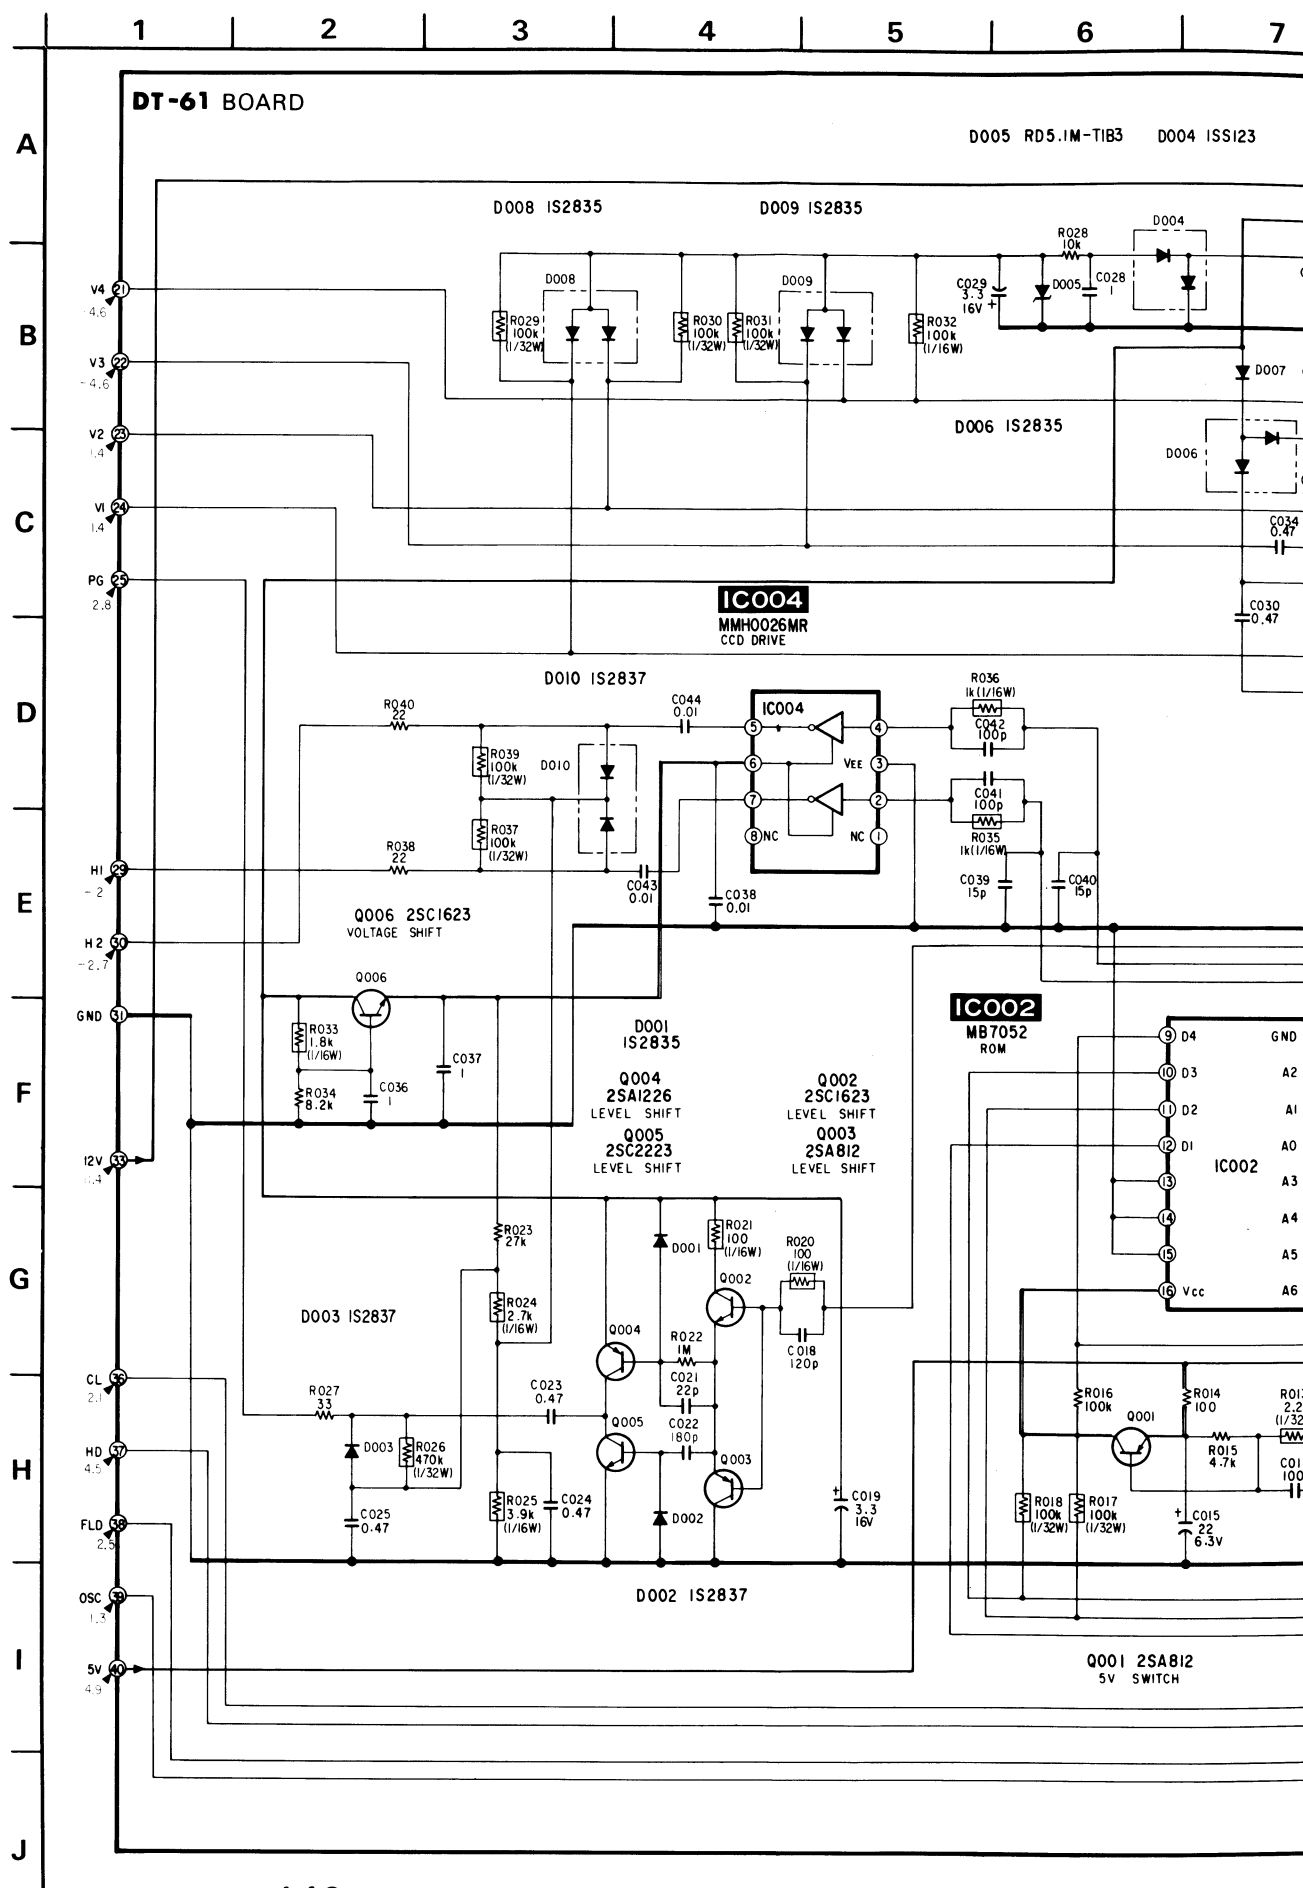 1 2 3 4 5 6 7
DT-61 BOARD
A
D005 RD5.1M-T1B3 D004 ISS123
D008 IS2835 D009 IS2835
D004
R028
10k
B
V4 21
-4.6
D008
D009
R029
100k
(1/32W)
R030
100k
(1/32W)
R031
100k
(1/32W)
R032
100k
(1/16W)
C029
3.3
16V
+
D005
C028
1
V3 22
-4.6
D007
D006 IS2835
D006
V2 23
1.4
C
V1 24
1.4
C034
0.47
PG 25
2.8
IC004
MMH0026MR
CCD DRIVE
C030
0.47
D
D010 IS2837
R040
22
C044
0.01
R039
100k
(1/32W)
D010
IC004
5 4
6 VEE 3
7 2
8 NC NC 1
R036
1k(1/16W)
C042
100p
C041
100p
R035
1k(1/16W)
R037
100k
(1/32W)
R038
22
E
H1 29
-2
C043
0.01
C038
0.01
C039
15p
C040
15p
Q006 2SC1623
VOLTAGE SHIFT
H2 30
-2.7
Q006
IC002
MB7052
ROM
GND 31
R033
1.8k
(1/16W)
C037
1
F
R034
8.2k
C036
1
D001
IS2835
Q004
2SA1226
LEVEL SHIFT
Q005
2SC2223
LEVEL SHIFT
Q002
2SC1623
LEVEL SHIFT
Q003
2SA812
LEVEL SHIFT
9 D4 GND
10 D3 A2
11 D2 A1
12 D1 A0
IC002
13 A3
14 A4
15 A5
16 Vcc A6
12V 33
G
R023
27k
D001
R021
100
(1/16W)
R020
100
(1/16W)
Q002
D003 IS2837
R024
2.7k
(1/16W)
Q004
R022
1M
C018
120p
H
CL 36
2.1
R027
33
C023
0.47
C021
22p
R016
100k
Q001
R014
100
Q005
C022
180p
HD 37
4.5
D003
R026
470k
(1/32W)
Q003
R015
4.7k
R025
3.9k
(1/16W)
C024
0.47
C025
0.47
D002
+
C019
3.3
16V
R018
100k
(1/32W)
R017
100k
(1/32W)
+
C015
22
6.3V
FLD 38
2.5
I
OSC 39
1.3
D002 IS2837
5V 40
4.9
Q001 2SA812
5V SWITCH
J